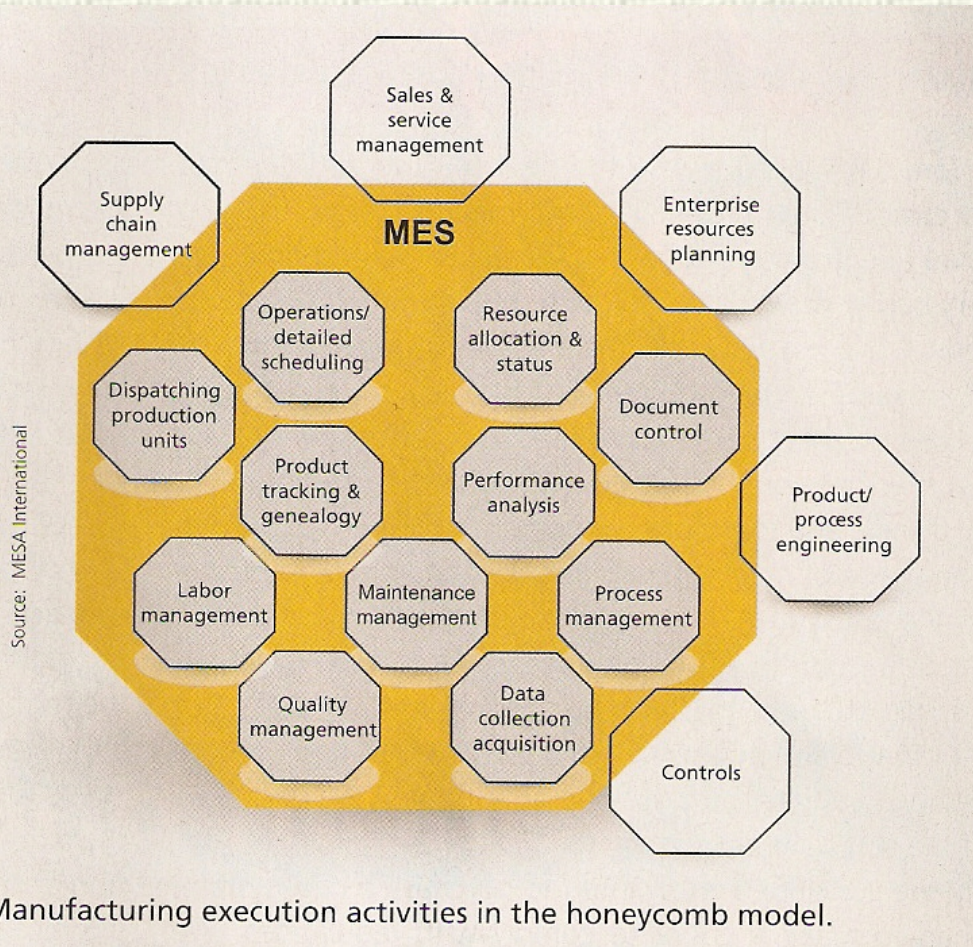 Sales &
service
management
Supply
chain
management
Enterprise
resources
planning
MES
Operations/
detailed
scheduling
Resource
allocation &
status
Dispatching
production
units
Document
control
Product
tracking &
genealogy
Performance
analysis
Product/
process
engineering
Labor
management
Maintenance
management
Process
management
Quality
management
Data
collection
acquisition
Controls
Source: MESA International
Manufacturing execution activities in the honeycomb model.